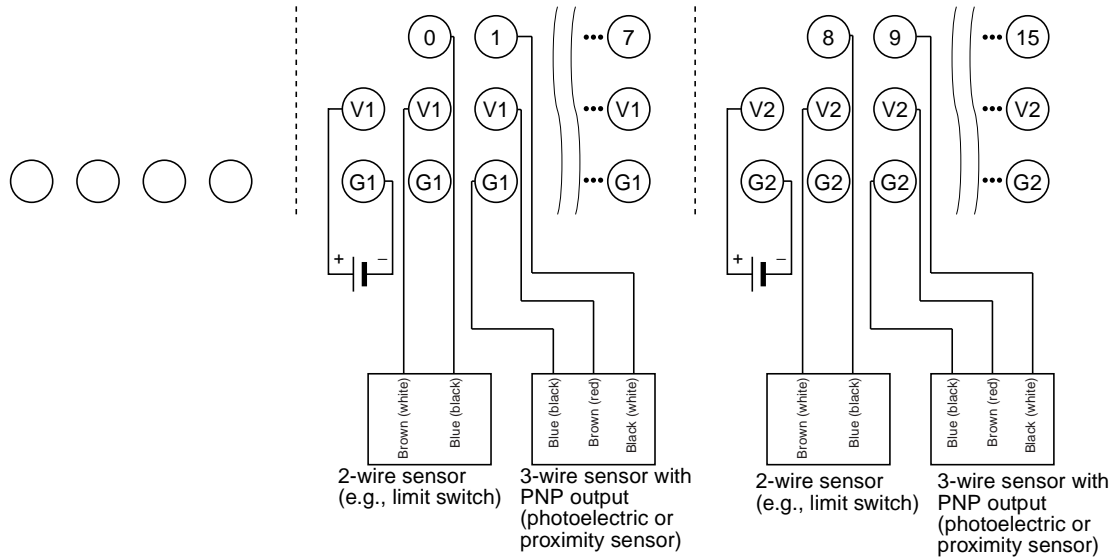 0 1 ••• 7 8 9 ••• 15
V1 V1 V1 ••• V1 V2 V2 V2 ••• V2
G1 G1 G1 ••• G1 G2 G2 G2 ••• G2
+ – + –
Brown (white)
Blue (black)
Blue (black)
Brown (red)
Black (white)
Brown (white)
Blue (black)
Blue (black)
Brown (red)
Black (white)
2-wire sensor
(e.g., limit switch)
3-wire sensor with
PNP output
(photoelectric or
proximity sensor)
2-wire sensor
(e.g., limit switch)
3-wire sensor with
PNP output
(photoelectric or
proximity sensor)